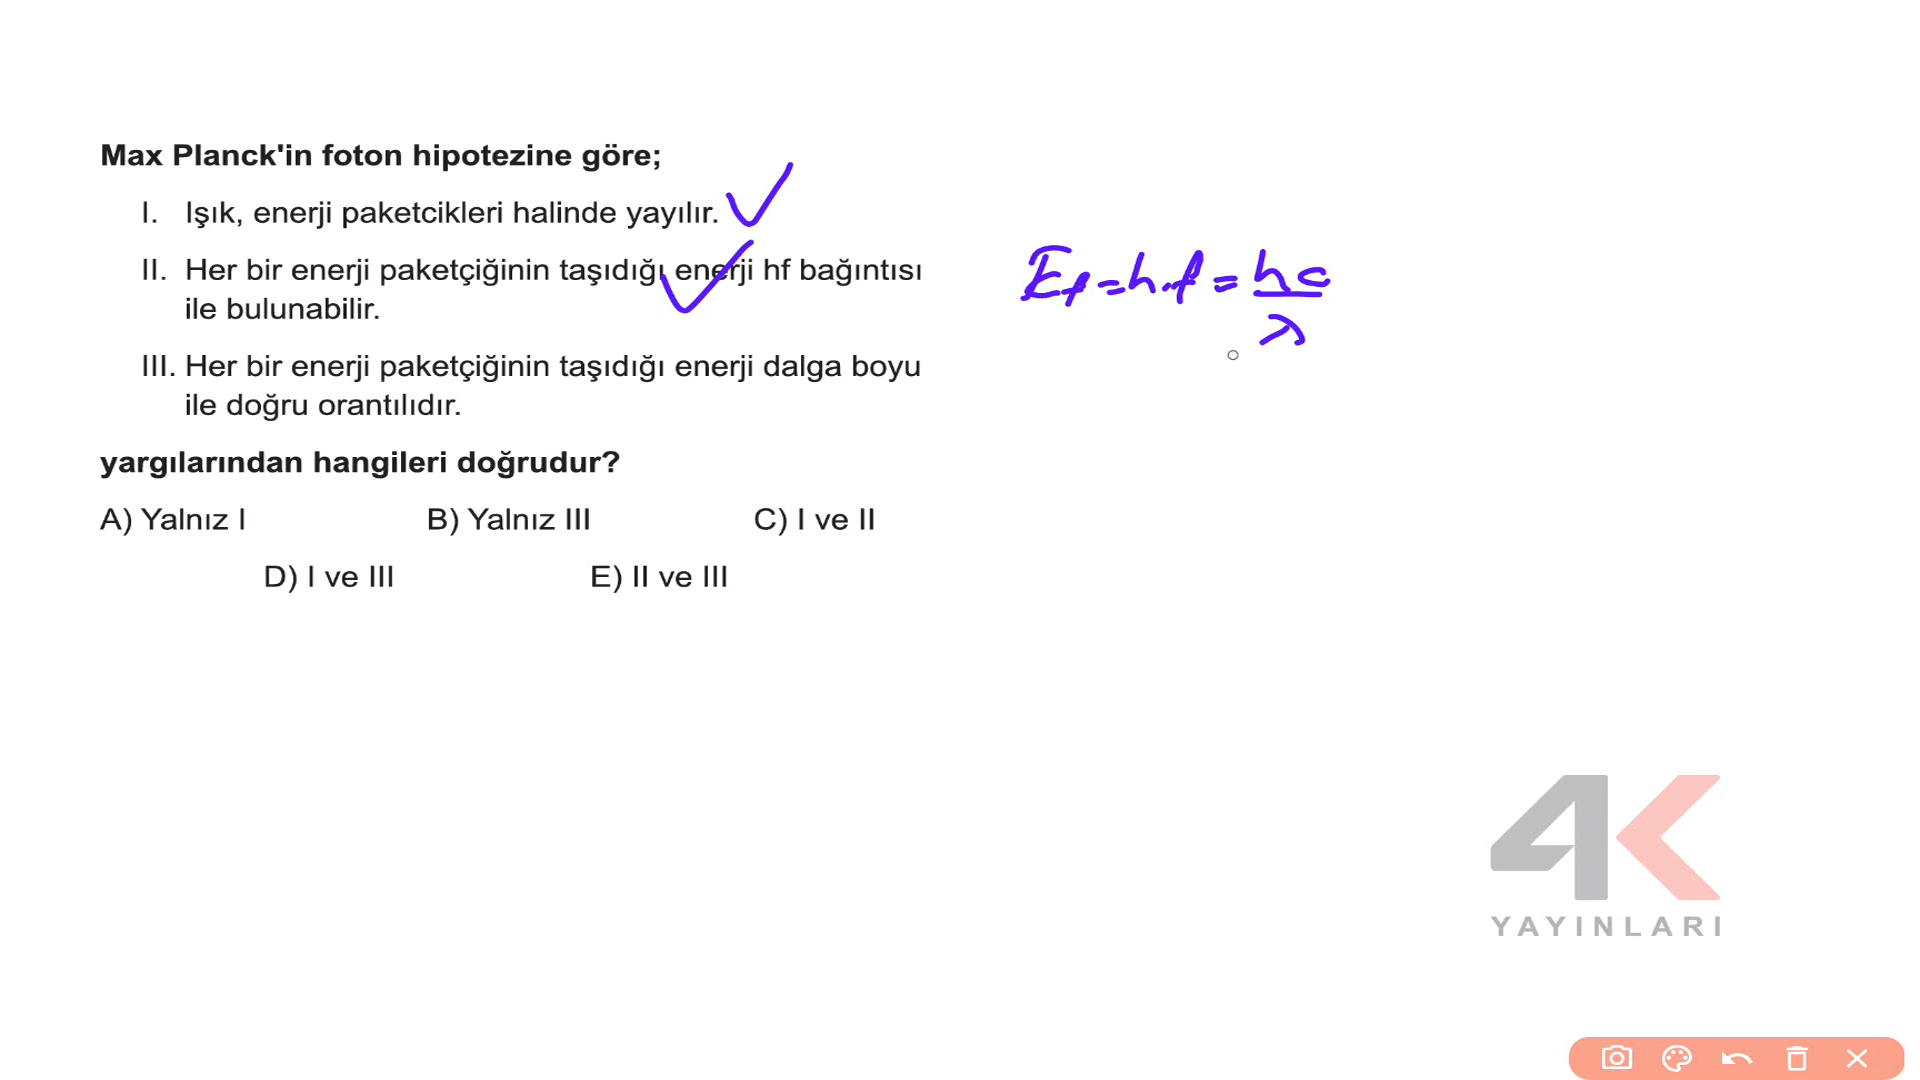 Max Planck'in foton hipotezine göre;
I. Işık, enerji paketcikleri halinde yayılır.
II. Her bir enerji paketçiğinin taşıdığı enerji hf bağıntısı
ile bulunabilir.
III. Her bir enerji paketçiğinin taşıdığı enerji dalga boyu
ile doğru orantılıdır.
yargılarından hangileri doğrudur?
A) Yalnız I B) Yalnız III C) I ve II
D) I ve III E) II ve III
Ef = h.f = hc/λ
4K
YAYINLARI